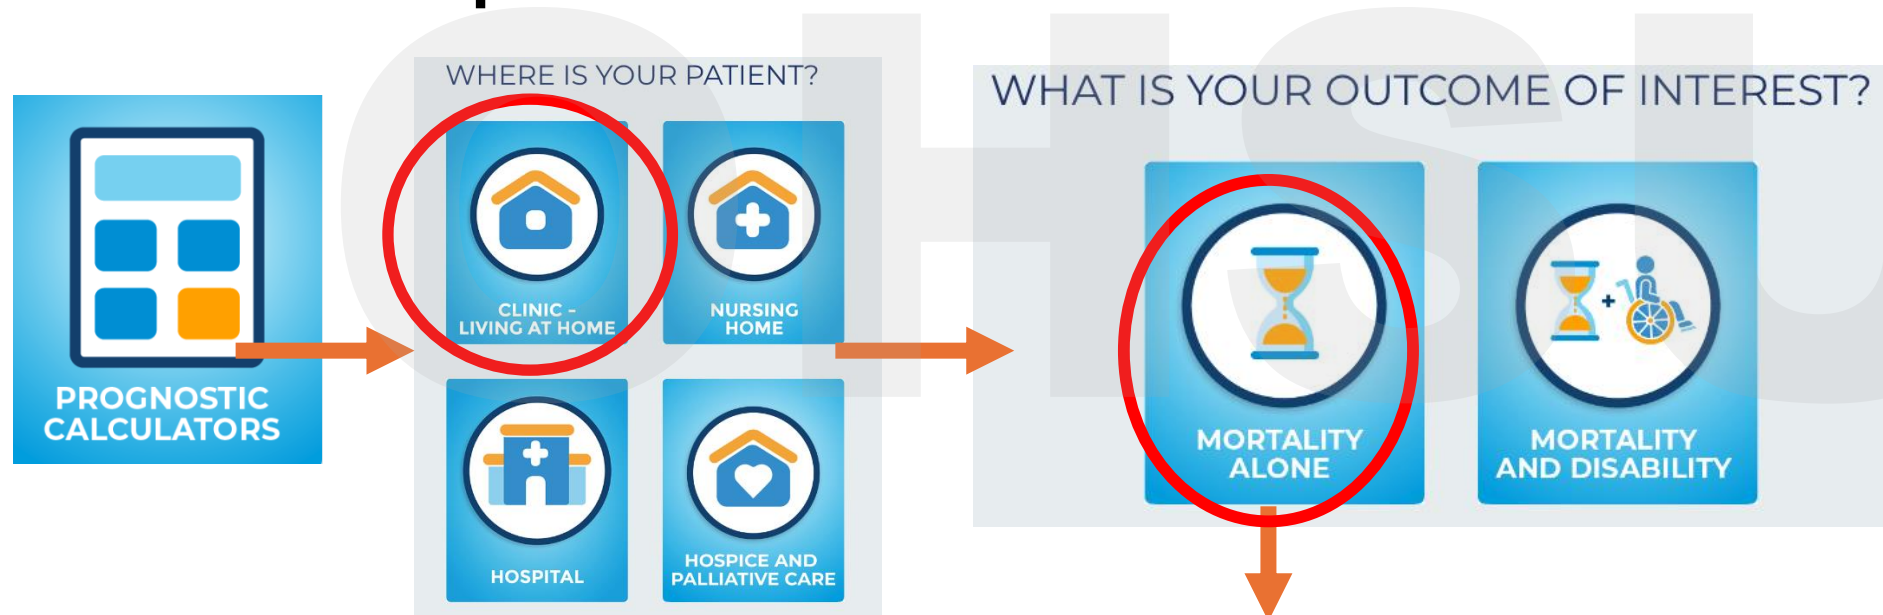 OHSU
PROGNOSTIC
CALCULATORS
WHERE IS YOUR PATIENT?
CLINIC -
LIVING AT HOME
NURSING
HOME
HOSPITAL
HOSPICE AND
PALLIATIVE CARE
WHAT IS YOUR OUTCOME OF INTEREST?
MORTALITY
ALONE
MORTALITY
AND DISABILITY